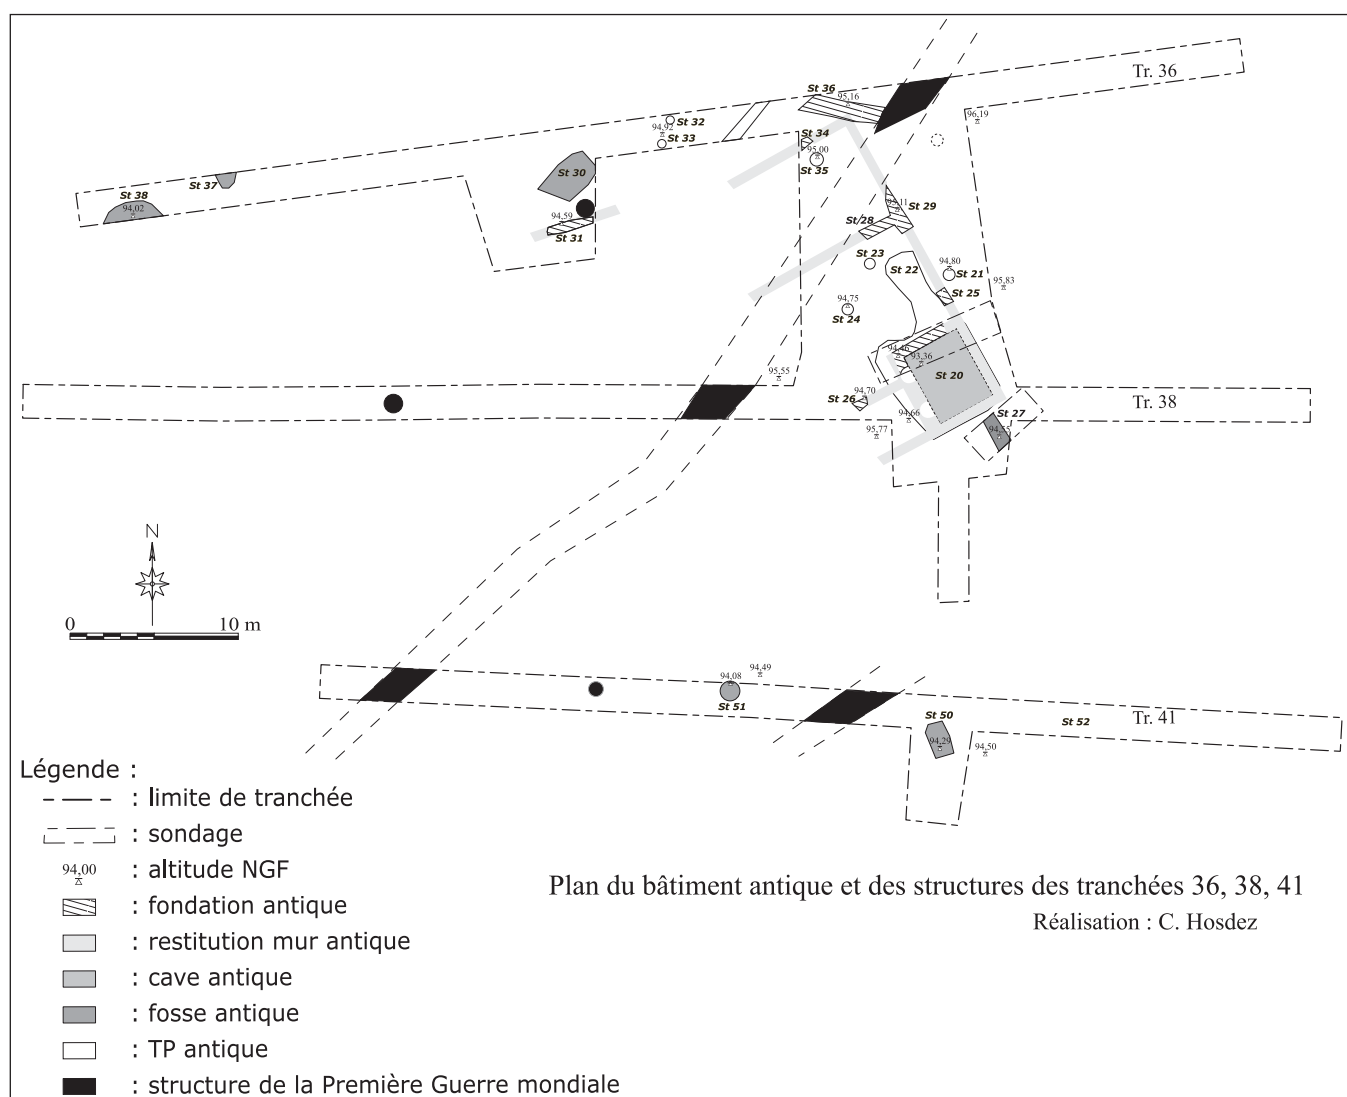 Tr. 36
St 36
95,16
96,19
St 32
94,92
St 33
St 34
95,00
St 35
St 30
St 37
St 38
94,02
94,59
St 31
St 29
95,11
St 28
St 23
St 22
94,80
St 21
St 25
95,83
94,75
St 24
94,46
93,36
St 20
95,55
94,70
St 26
94,66
St 27
94,55
95,77
Tr. 38
N
0 10 m
94,49
94,08
St 51
St 50
94,29
94,50
St 52
Tr. 41
Légende :
: limite de tranchée
: sondage
94,00 : altitude NGF
: fondation antique
: restitution mur antique
: cave antique
: fosse antique
: TP antique
: structure de la Première Guerre mondiale
Plan du bâtiment antique et des structures des tranchées 36, 38, 41
Réalisation : C. Hosdez